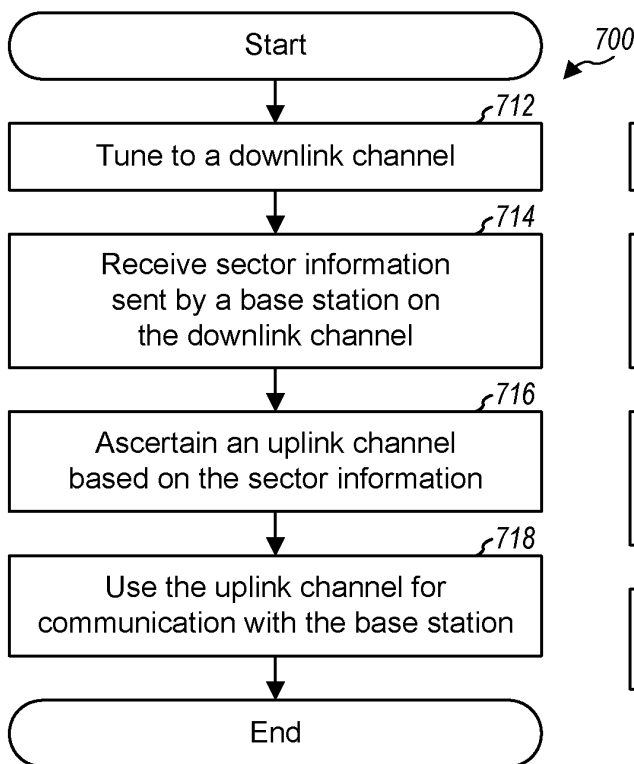 Start
700
712
Tune to a downlink channel
714
Receive sector information
sent by a base station on
the downlink channel
716
Ascertain an uplink channel
based on the sector information
718
Use the uplink channel for
communication with the base station
End